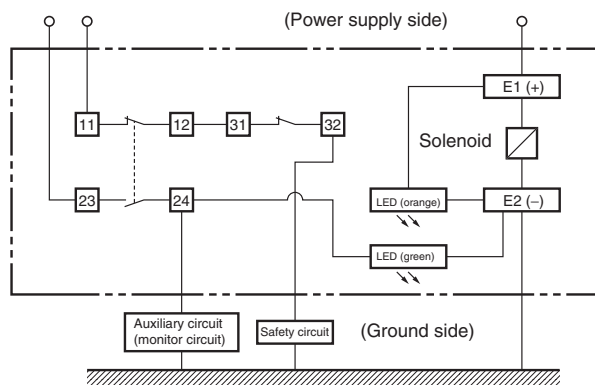 (Power supply side)
E1 (+)
11
12
31
32
Solenoid
23
24
LED (orange)
E2 (−)
LED (green)
Auxiliary circuit
(monitor circuit)
Safety circuit
(Ground side)